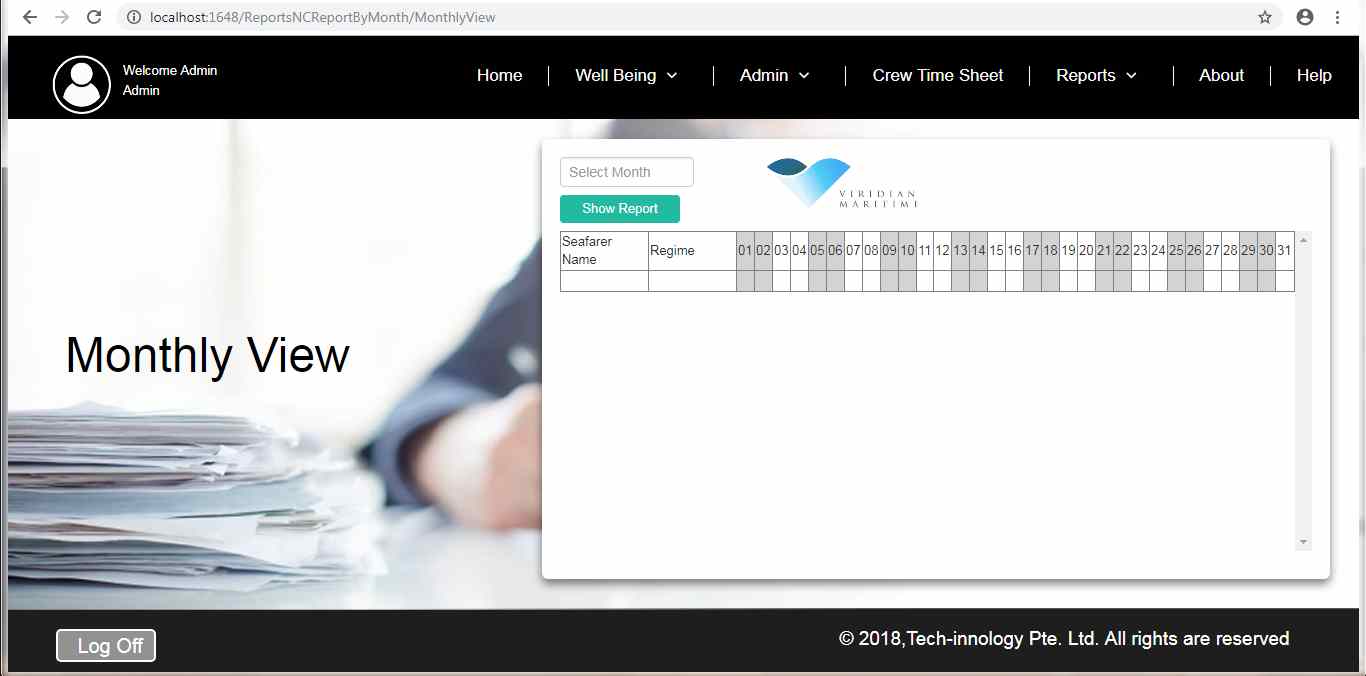 localhost:1648/ReportsNCReportByMonth/MonthlyView
Welcome Admin
Admin
Home
Well Being
Admin
Crew Time Sheet
Reports
About
Help
Select Month
Show Report
VIRIDIAN
MARITIME
Seafarer
Name
Regime
01 02 03 04 05 06 07 08 09 10 11 12 13 14 15 16 17 18 19 20 21 22 23 24 25 26 27 28 29 30 31
Monthly View
Log Off
© 2018,Tech-innology Pte. Ltd. All rights are reserved